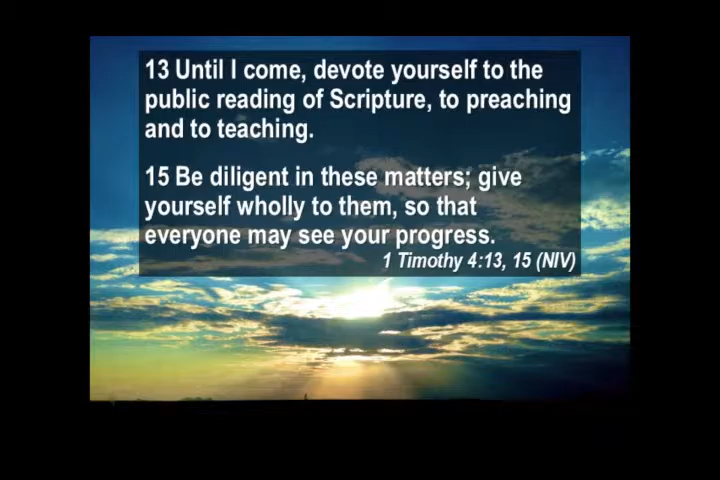 13 Until I come, devote yourself to the
public reading of Scripture, to preaching
and to teaching.
15 Be diligent in these matters; give
yourself wholly to them, so that
everyone may see your progress.
1 Timothy 4:13, 15 (NIV)